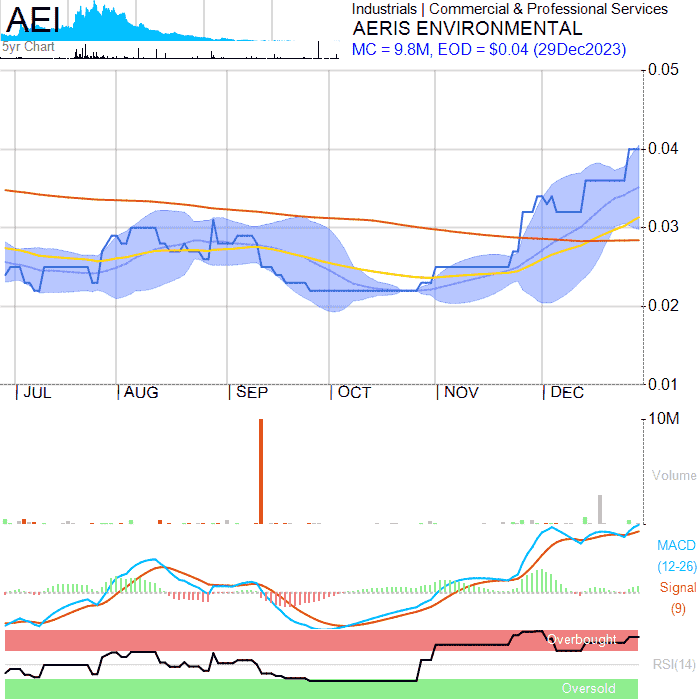 AEI
5yr Chart
Industrials | Commercial & Professional Services
AERIS ENVIRONMENTAL
MC = 9.8M, EOD = $0.04 (29Dec2023)
0.05
0.04
0.03
0.02
0.01
JUL
AUG
SEP
OCT
NOV
DEC
10M
Volume
MACD
(12-26)
Signal
(9)
Overbought
RSI(14)
Oversold